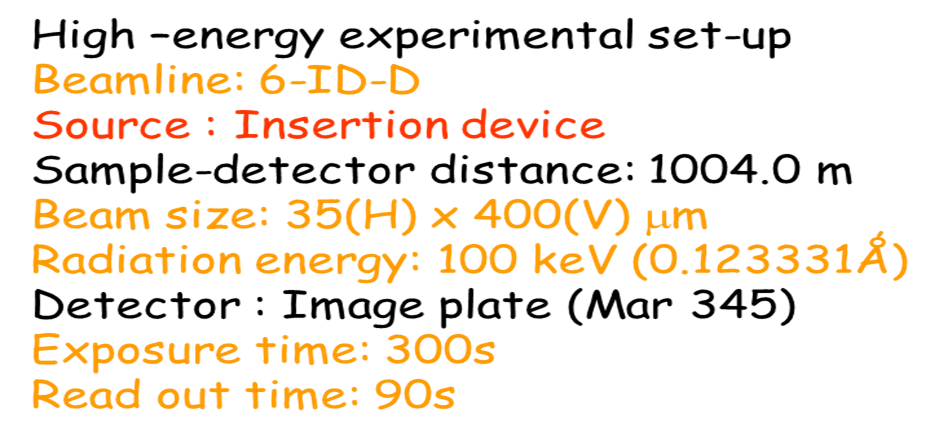 High –energy experimental set-up
Beamline: 6-ID-D
Source : Insertion device
Sample-detector distance: 1004.0 m
Beam size: 35(H) x 400(V) μm
Radiation energy: 100 keV (0.123331Ǻ)
Detector : Image plate (Mar 345)
Exposure time: 300s
Read out time: 90s